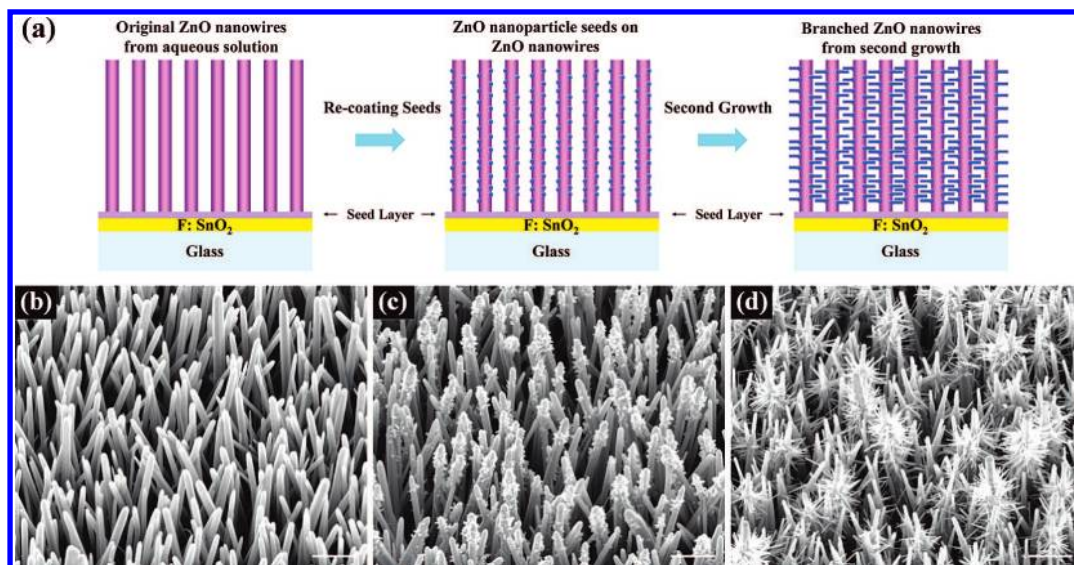 (a)
Original ZnO nanowires
from aqueous solution
ZnO nanoparticle seeds on
ZnO nanowires
Branched ZnO nanowires
from second growth
Re-coating Seeds
Second Growth
Seed Layer
Seed Layer
F: SnO₂
F: SnO₂
F: SnO₂
Glass
Glass
Glass
(b)
(c)
(d)